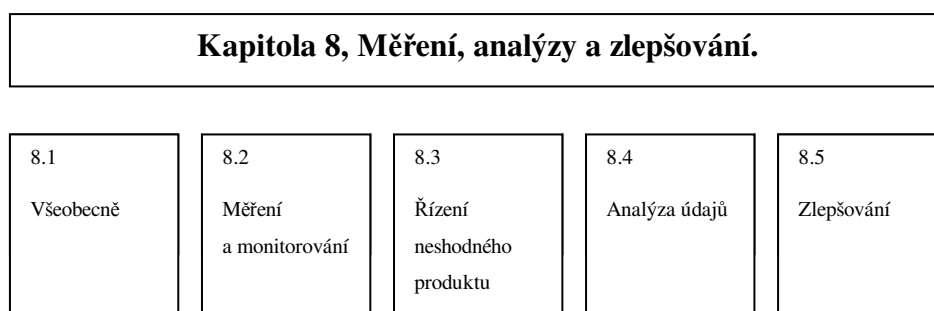 Kapitola 8, Měření, analýzy a zlepšování.
8.1
Všeobecně
8.2
Měření
a monitorování
8.3
Řízení
neshodného
produktu
8.4
Analýza údajů
8.5
Zlepšování